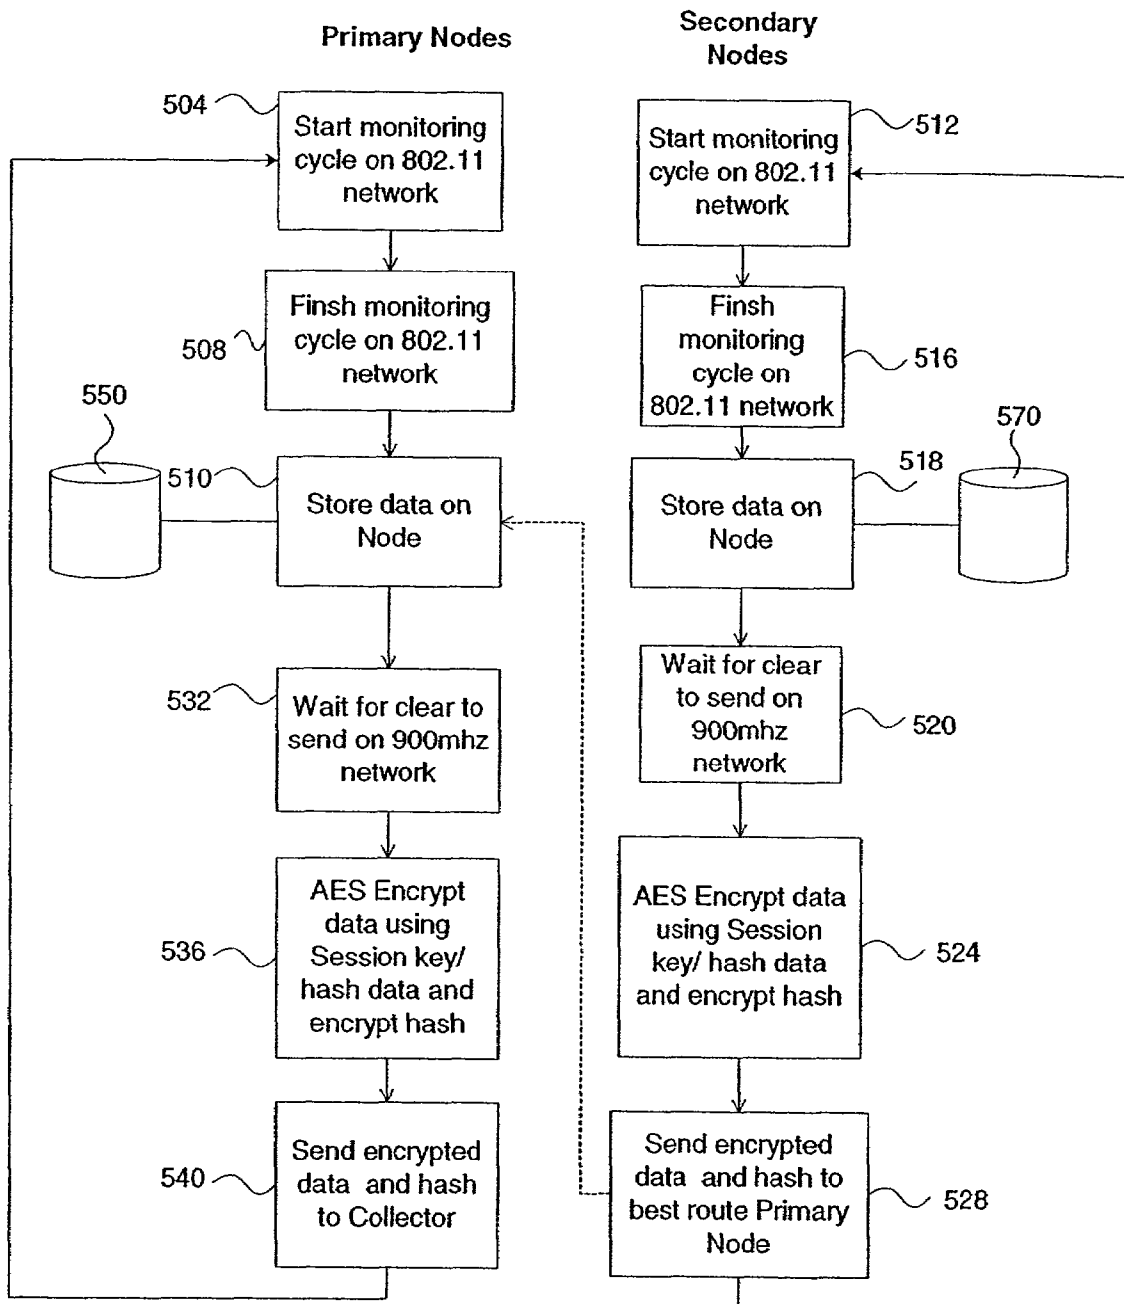 Primary Nodes
Secondary
Nodes
504
Start monitoring
cycle on 802.11
network
512
Start monitoring
cycle on 802.11
network
508
Finsh monitoring
cycle on 802.11
network
516
Finsh
monitoring
cycle on
802.11 network
550
510
Store data on
Node
518
Store data on
Node
570
532
Wait for clear to
send on 900mhz
network
520
Wait for clear
to send on
900mhz
network
536
AES Encrypt
data using
Session key/
hash data and
encrypt hash
524
AES Encrypt data
using Session
key/ hash data
and encrypt hash
540
Send encrypted
data and hash
to Collector
528
Send encrypted
data and hash to
best route Primary
Node